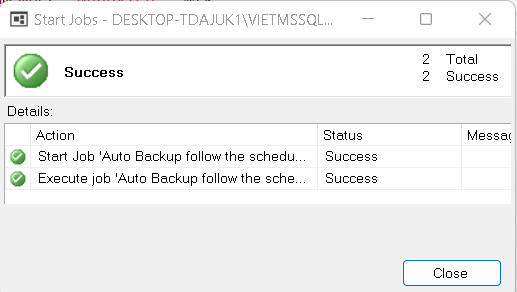 Start Jobs - DESKTOP-TDAJUK1\VIETMSSQL...
Success
2 Total
2 Success
Details:
Action Status Messag
Start Job 'Auto Backup follow the schedu... Success
Execute job 'Auto Backup follow the sche... Success
Close